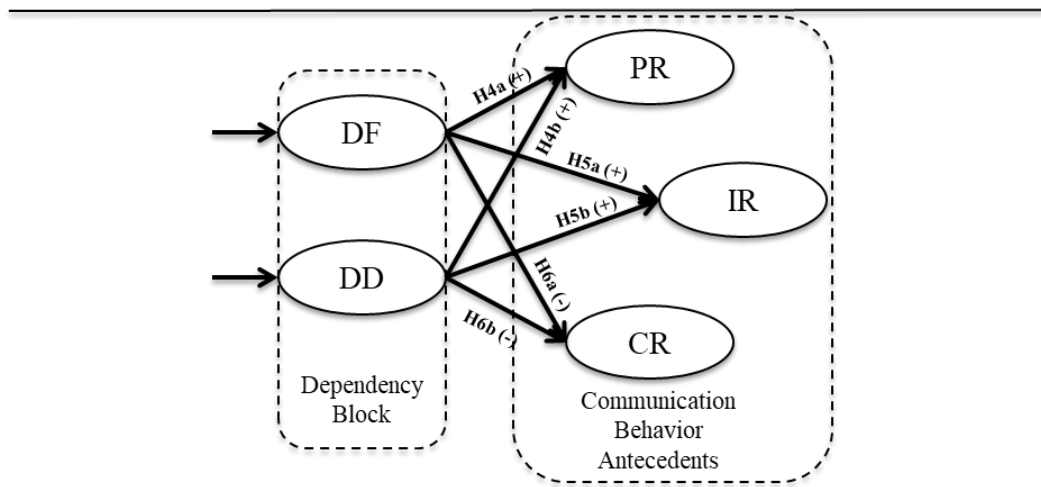 PR
H4a (+)
DF
H4b (+)
H5a (+)
IR
H5b (+)
DD
H6a (-)
H6b (-)
CR
Dependency
Block
Communication
Behavior
Antecedents